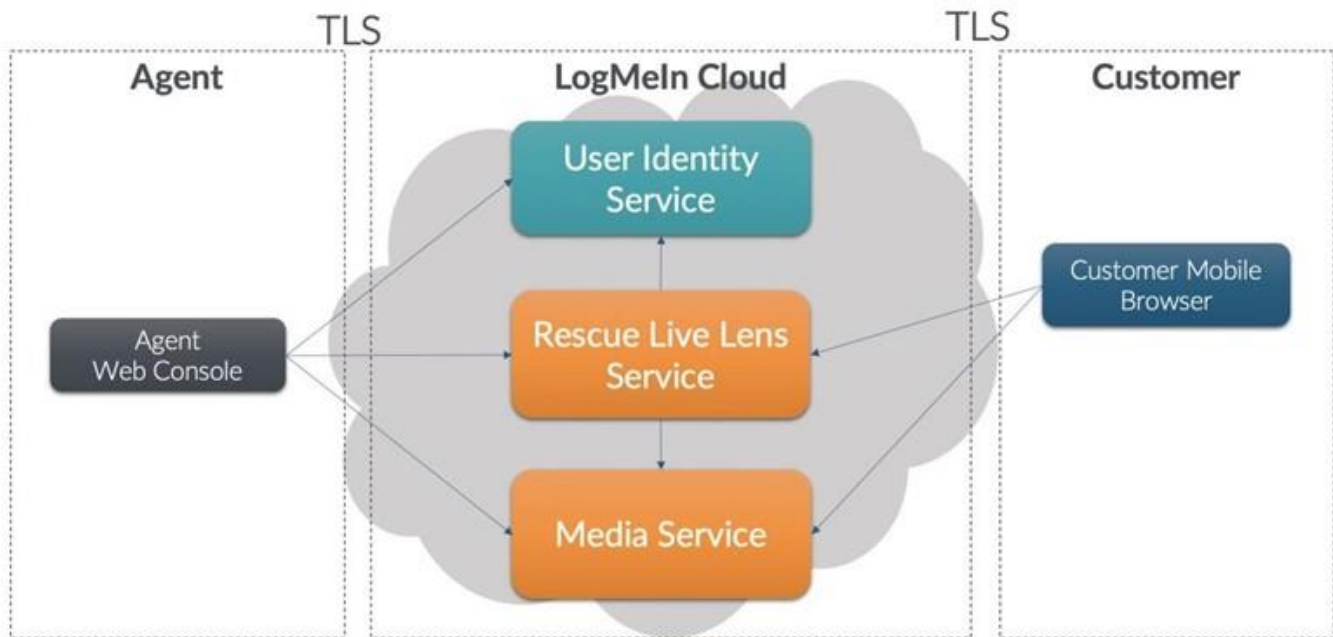 TLS
TLS
Agent
LogMeIn Cloud
Customer
User Identity
Service
Customer Mobile
Browser
Rescue Live Lens
Service
Agent
Web Console
Media Service